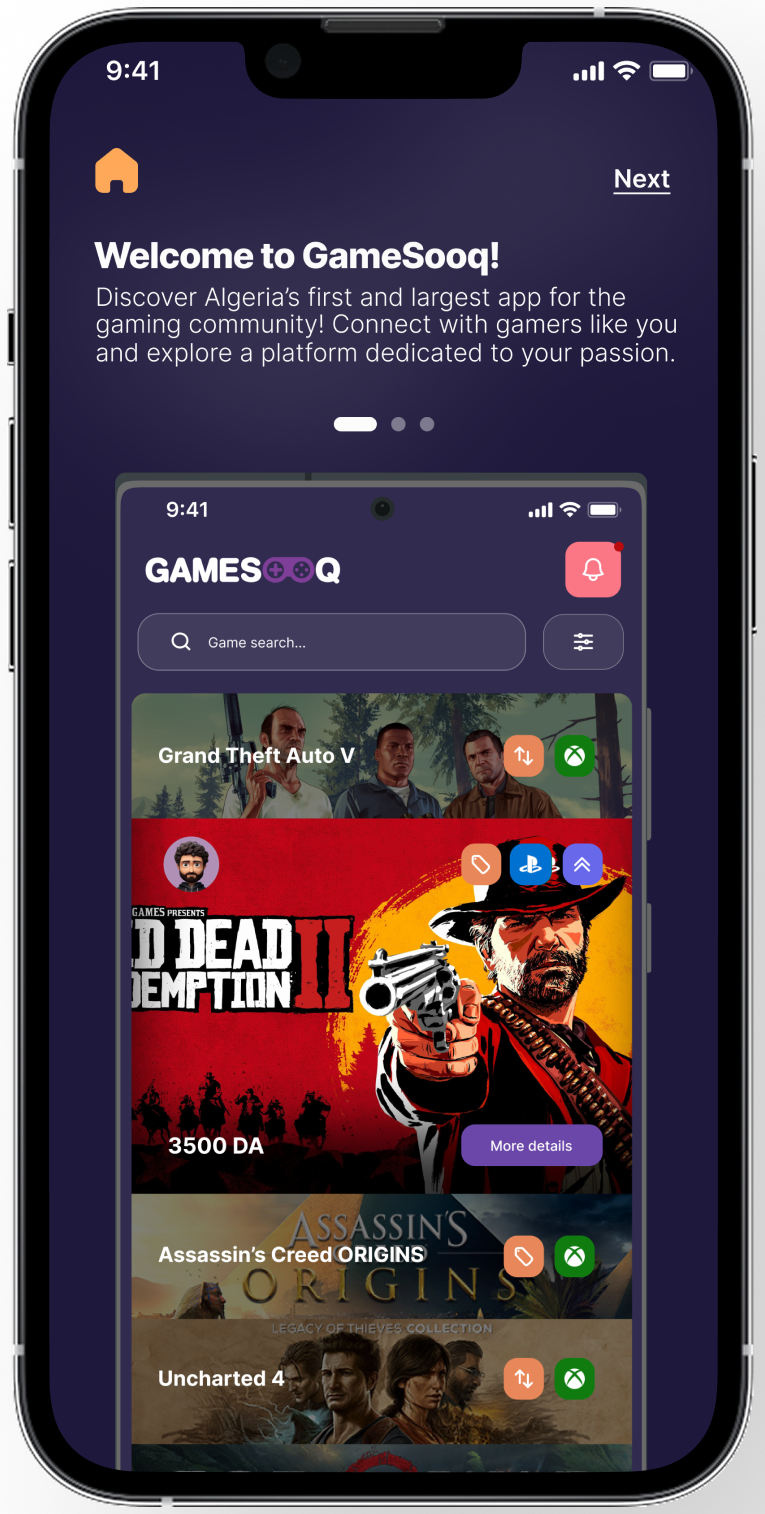 9:41
Next
Welcome to GameSooq!
Discover Algeria’s first and largest app for the
gaming community! Connect with gamers like you
and explore a platform dedicated to your passion.
9:41
GAMESOOQ
Game search...
Grand Theft Auto V
GAMES PRESENTS
D DEAD II
DEMPTION
3500 DA
More details
ASSASSIN'S
Assassin’s Creed ORIGINS
ORIGINS
LEGACY OF THIEVES COLLECTION
Uncharted 4